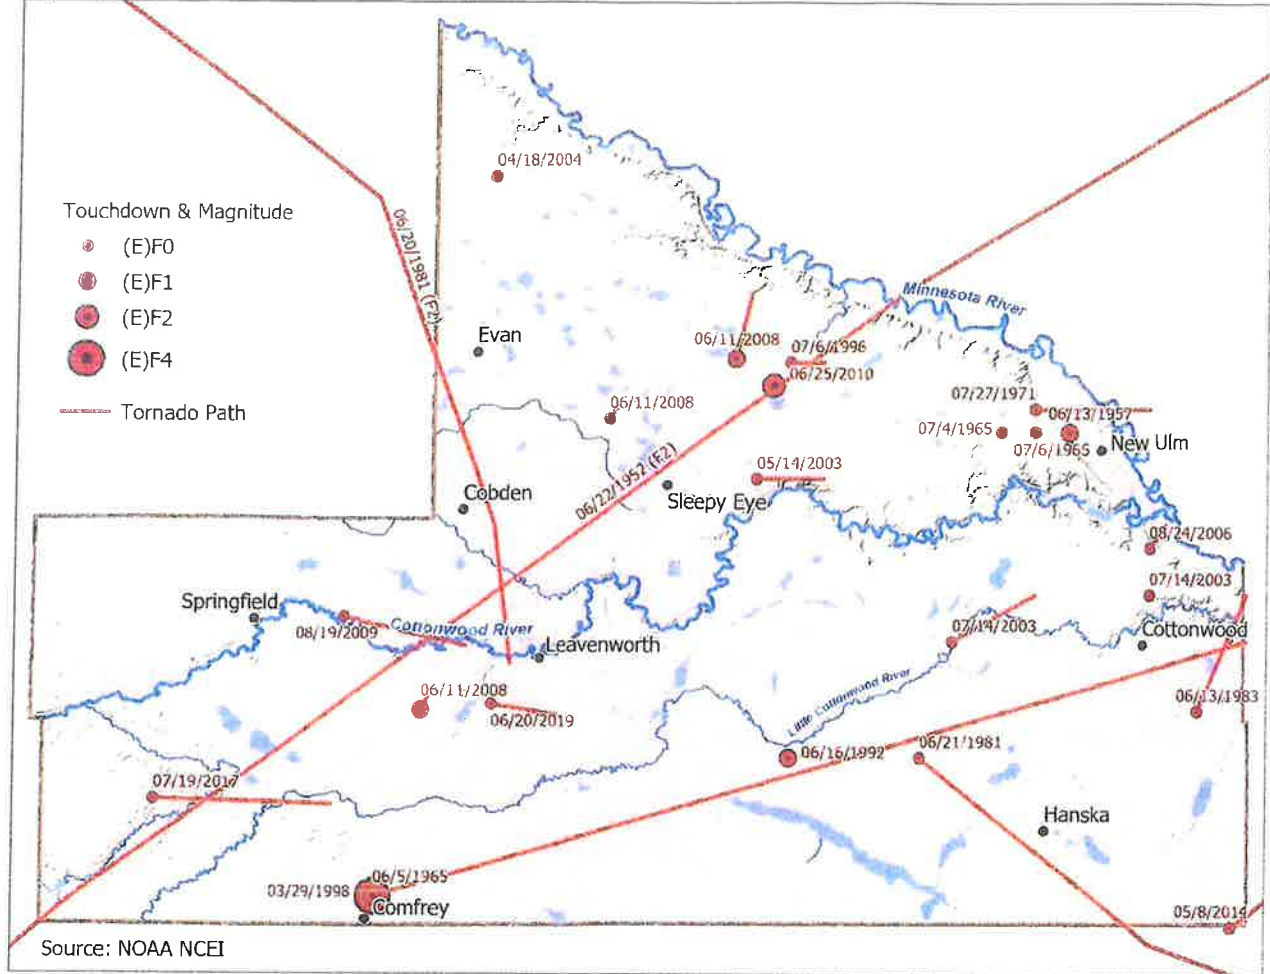 04/18/2004
Touchdown & Magnitude
(E)F0
(E)F1
(E)F2
(E)F4
Tornado Path
06/20/1981 (F2)
Minnesota River
Evan
06/11/2008
07/6/1996
06/25/2010
07/27/1971
06/13/1957
06/11/2008
07/4/1965
07/6/1965
New Ulm
05/14/2003
06/22/1952 (F2)
Cobden
Sleepy Eye
08/24/2006
07/14/2003
Springfield
08/19/2009
Cottonwood River
Leavenworth
07/14/2003
Cottonwood
06/11/2008
06/20/2019
Little Cottonwood River
06/13/1983
06/16/1992
06/21/1981
07/19/2017
Hanska
06/5/1965
03/29/1998
Comfrey
05/8/2014
Source: NOAA NCEI